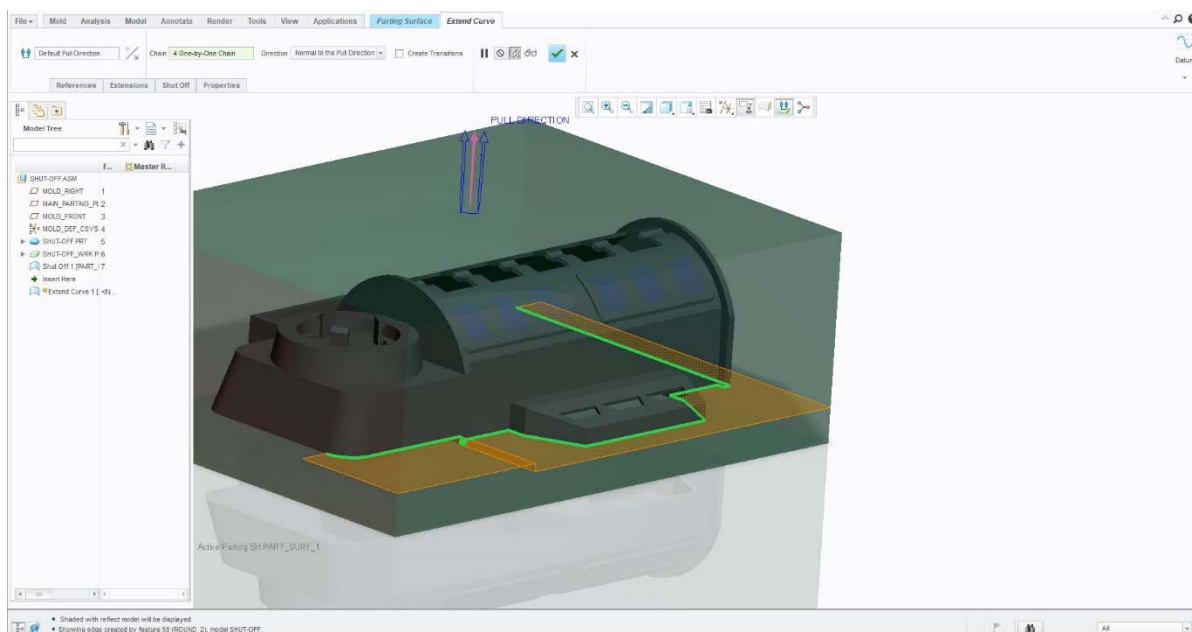 File Mold Analysis Model Annotate Render Tools View Applications Parting Surface Extend Curve
Default Pull Direction Chain 4 One-by-One Chain Direction Normal to the Pull Direction Create Transitions
Datum
References Extensions Shut Off Properties
PULL DIRECTION
Model Tree
F... Master R...
SHUT-OFF.ASM
MOLD_RIGHT 1
MAIN_PARTING_PL 2
MOLD_FRONT 3
MOLD_DEF_CSYS 4
SHUT-OFF.PRT 5
SHUT-OFF_WRK.P 6
Shut Off 1 [PART_ 7
Insert Here
Extend Curve 1 [ <N...
Active Parting Srf:PART_SURF_1
• Shaded with reflect model will be displayed.
• Showing edge created by feature 58 (ROUND_2), model SHUT-OFF.
All